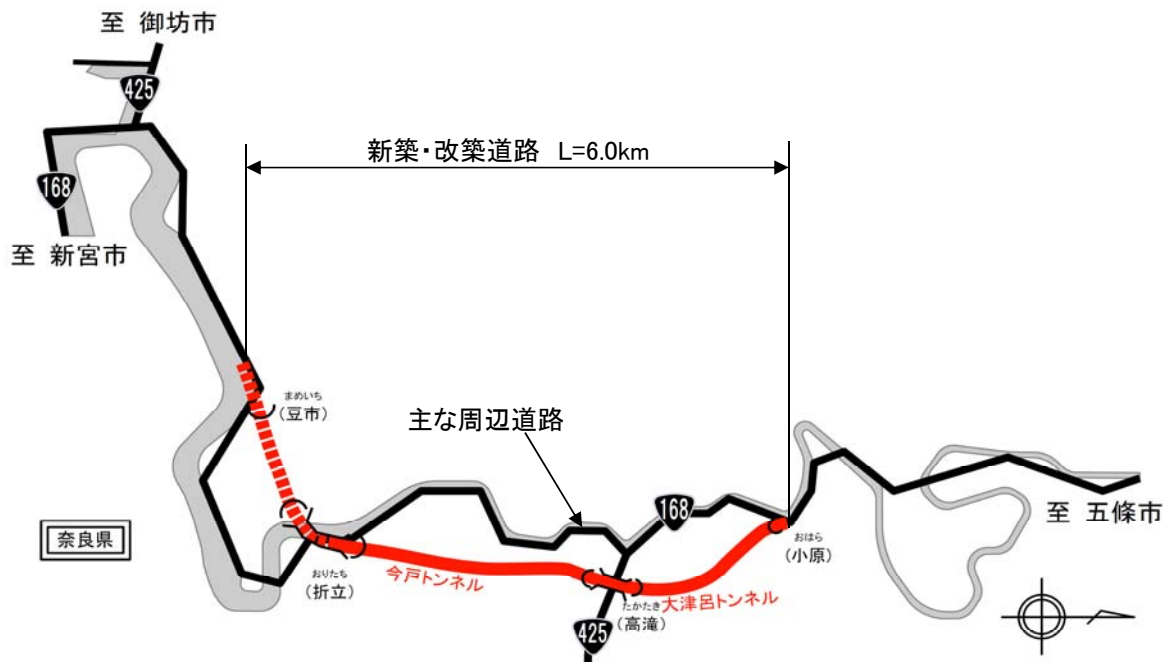 至 御坊市
425
168
至 新宮市
新築・改築道路 L=6.0km
まめいち
(豆市)
主な周辺道路
168
至 五條市
おはら
(小原)
奈良県
おりたち
(折立)
今戸トンネル
たかたき
(高滝)
大津呂トンネル
425